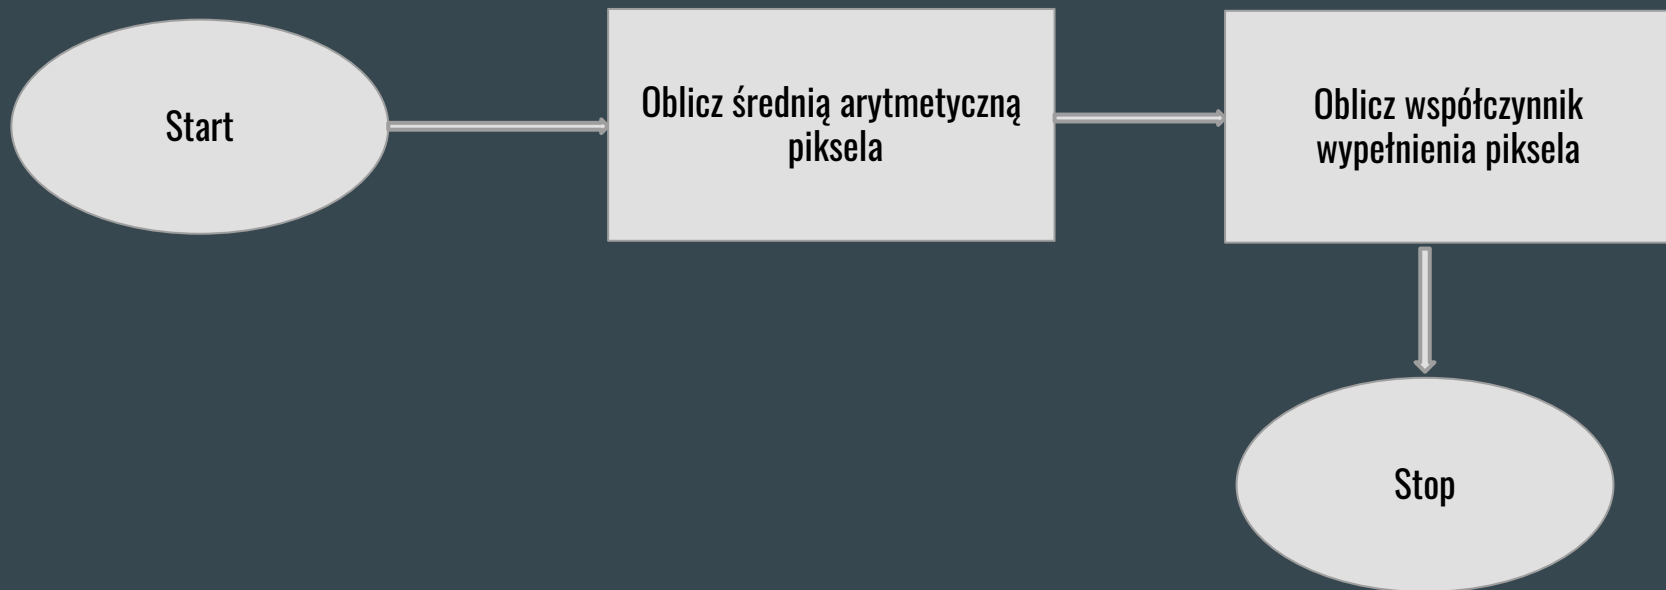 Start
Oblicz średnią arytmetyczną
piksela
Oblicz współczynnik
wypełnienia piksela
Stop